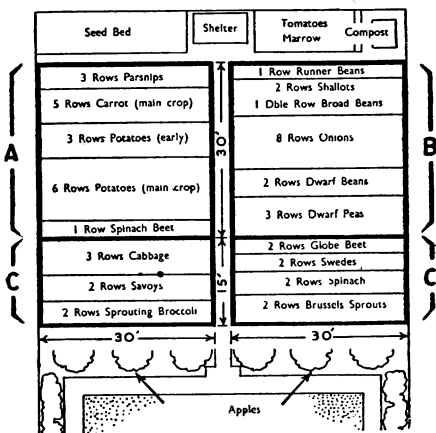 Seed Bed
Shelter
Tomatoes
Marrow
Compost
A
3 Rows Parsnips
5 Rows Carrot (main crop)
3 Rows Potatoes (early)
6 Rows Potatoes (main crop)
1 Row Spinach Beet
C
3 Rows Cabbage
2 Rows Savoys
2 Rows Sprouting Broccoli
30'
15'
1 Row Runner Beans
2 Rows Shallots
1 Dble Row Broad Beans
8 Rows Onions
2 Rows Dwarf Beans
3 Rows Dwarf Peas
B
2 Rows Globe Beet
2 Rows Swedes
2 Rows Spinach
2 Rows Brussels Sprouts
C
30'
30'
Apples